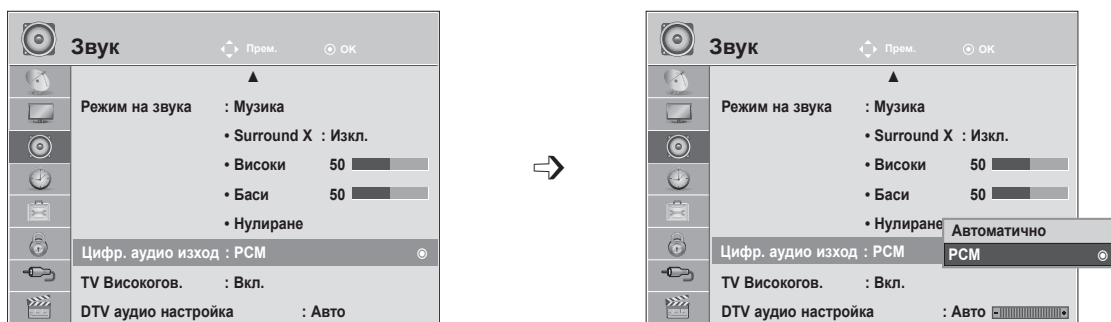 Звук Прем. OK
▲
Режим на звука : Музика
• Surround X : Изкл.
• Високи 50
• Баси 50
• Нулиране
Цифр. аудио изход : PCM
TV Високогов. : Вкл.
DTV аудио настройка : Авто
Звук Прем. OK
▲
Режим на звука : Музика
• Surround X : Изкл.
• Високи 50
• Баси 50
• Нулиране
Автоматично
Цифр. аудио изход : PCM
PCM
TV Високогов. : Вкл.
DTV аудио настройка : Авто - +